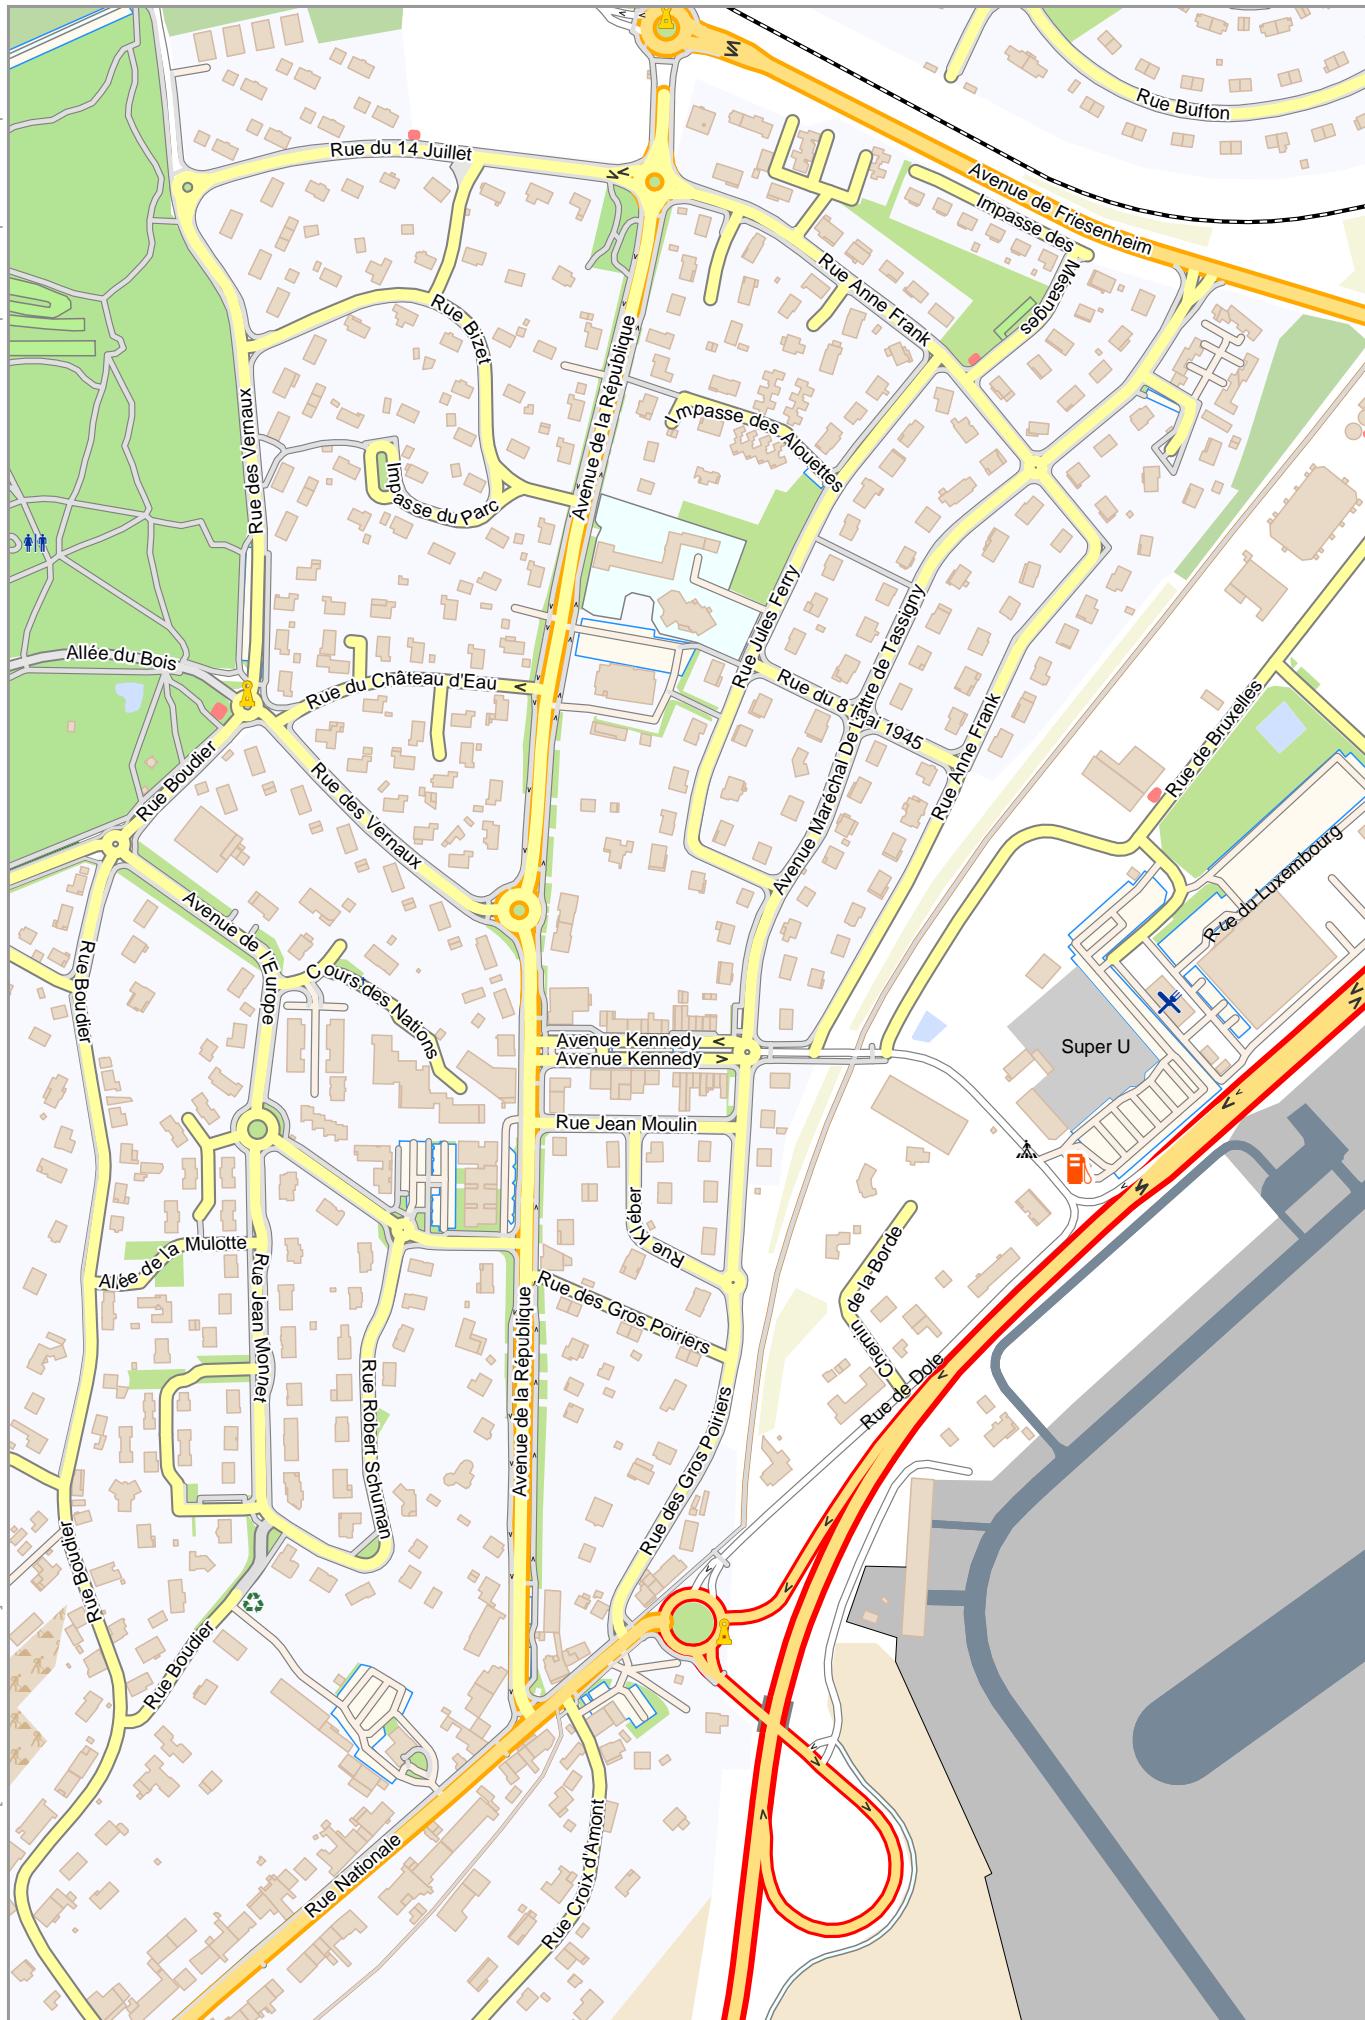 Rue Buffon
Rue du 14 Juillet
Avenue de Friesenheim
Impasse des
Mésanges
Rue Anne Frank
Rue Bizet
Avenue de la République
Rue des Vernaux
Impasse des Alouettes
Impasse du Parc
Rue Jules Ferry
Avenue Maréchal De Lattre de Tassigny
Allée du Bois
Rue du Château d'Eau
Rue du 8 Mai 1945
Rue Anne Frank
Rue de Bruxelles
Rue Boudier
Rue des Vernaux
Rue du Luxembourg
Avenue de l'Europe
Rue Boudier
Cours des Nations
Avenue Kennedy
Avenue Kennedy
Super U
Rue Jean Moulin
Rue Kléber
Allée de la Mulotte
Chemin de la Borde
Rue Jean Monnet
Rue des Gros Poiriers
Avenue de la République
Rue Robert Schuman
Rue de Dole
Rue des Gros Poiriers
Rue Boudier
Rue Boudier
Rue Nationale
Rue Croix d'Amont